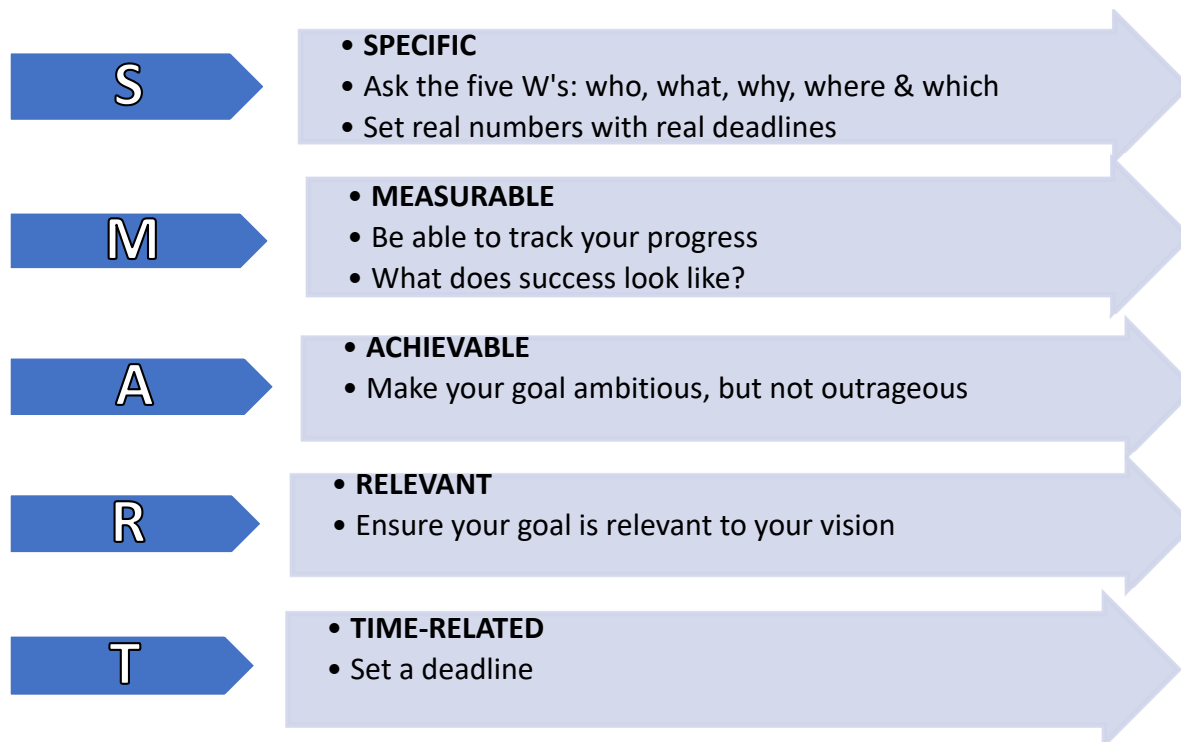 S
• SPECIFIC
• Ask the five W's: who, what, why, where & which
• Set real numbers with real deadlines
M
• MEASURABLE
• Be able to track your progress
• What does success look like?
A
• ACHIEVABLE
• Make your goal ambitious, but not outrageous
R
• RELEVANT
• Ensure your goal is relevant to your vision
T
• TIME-RELATED
• Set a deadline